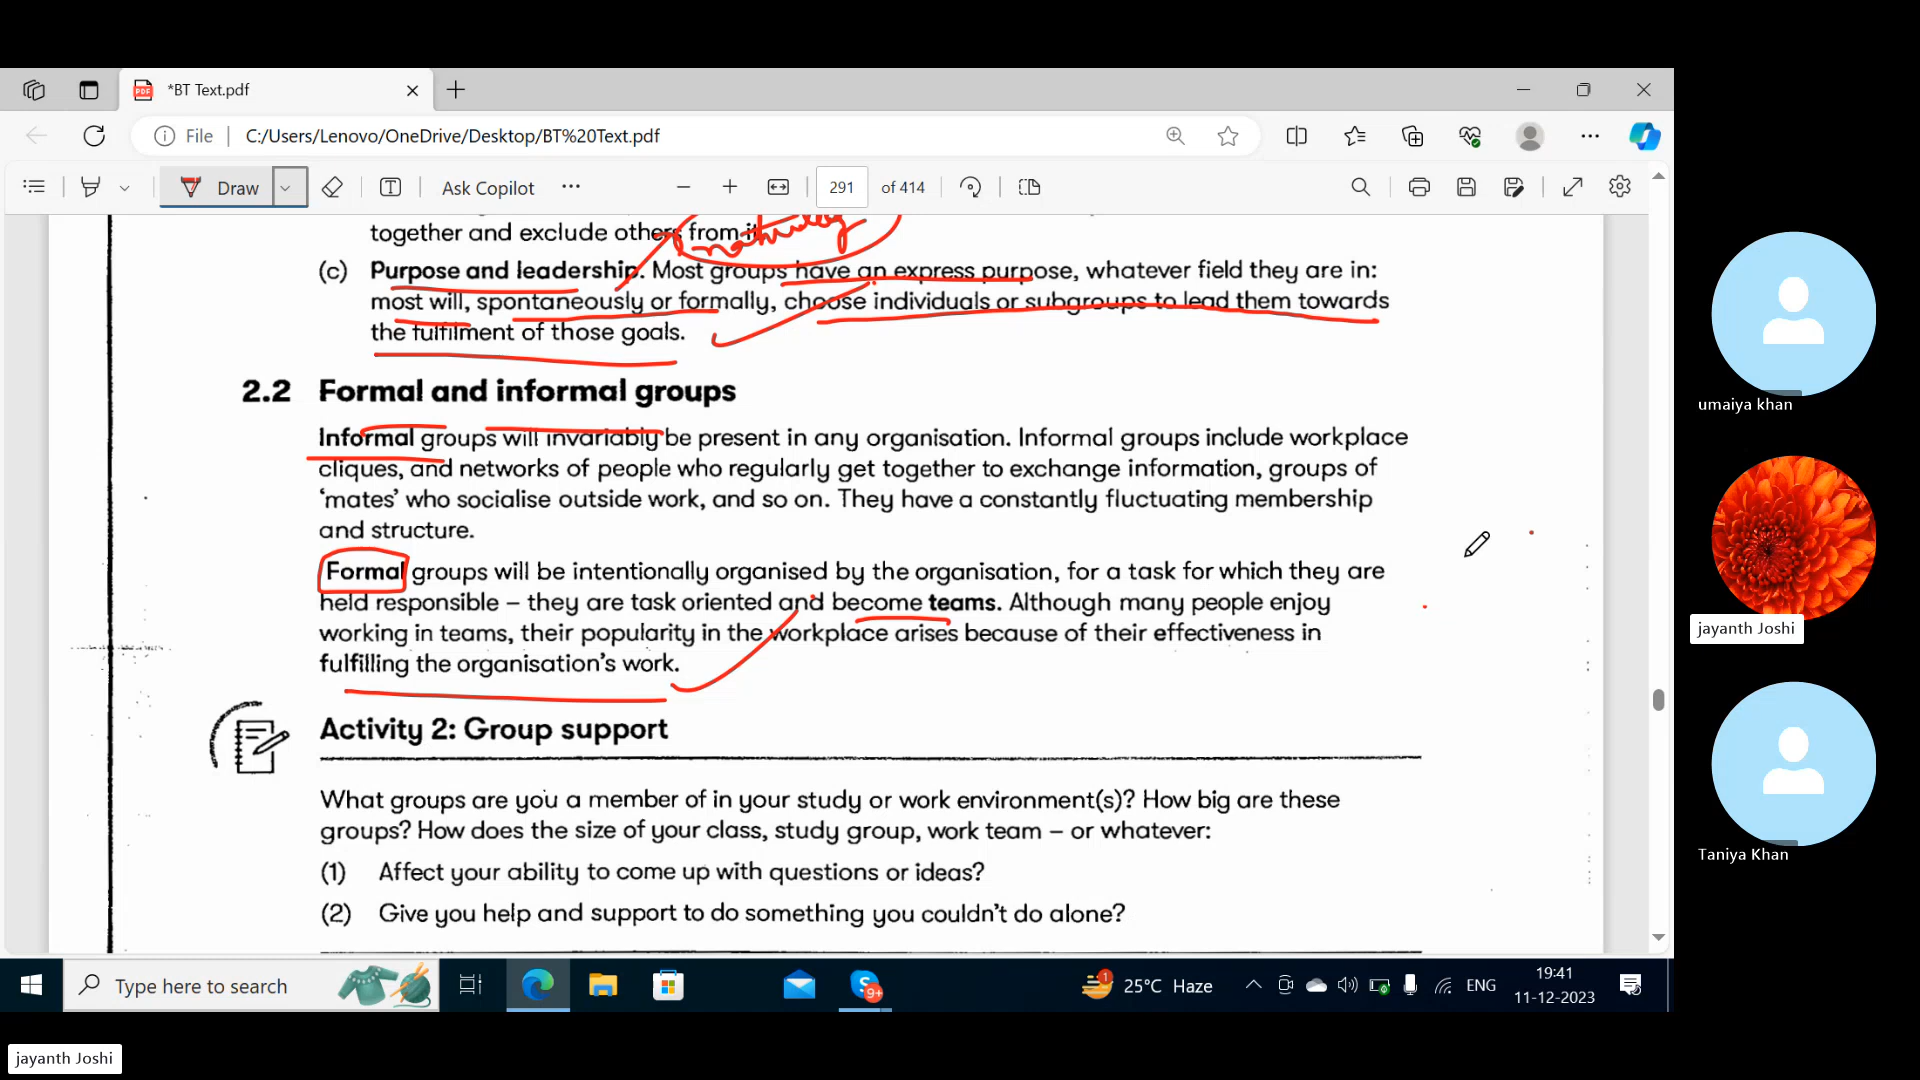 *BT Text.pdf
File
C:/Users/Lenovo/OneDrive/Desktop/BT%20Text.pdf
Draw
Ask Copilot
291 of 414
together and exclude others from it.
naturally
(c) Purpose and leadership. Most groups have an express purpose, whatever field they are in:
most will, spontaneously or formally, choose individuals or subgroups to lead them towards
the fulfilment of those goals.
2.2 Formal and informal groups
Informal groups will invariably be present in any organisation. Informal groups include workplace
cliques, and networks of people who regularly get together to exchange information, groups of
'mates' who socialise outside work, and so on. They have a constantly fluctuating membership
and structure.
Formal groups will be intentionally organised by the organisation, for a task for which they are
held responsible – they are task oriented and become teams. Although many people enjoy
working in teams, their popularity in the workplace arises because of their effectiveness in
fulfilling the organisation's work.
Activity 2: Group support
What groups are you a member of in your study or work environment(s)? How big are these
groups? How does the size of your class, study group, work team – or whatever:
(1) Affect your ability to come up with questions or ideas?
(2) Give you help and support to do something you couldn't do alone?
umaiya khan
jayanth Joshi
Taniya Khan
Type here to search
9+
1
25°C Haze
ENG
19:41
11-12-2023
jayanth Joshi